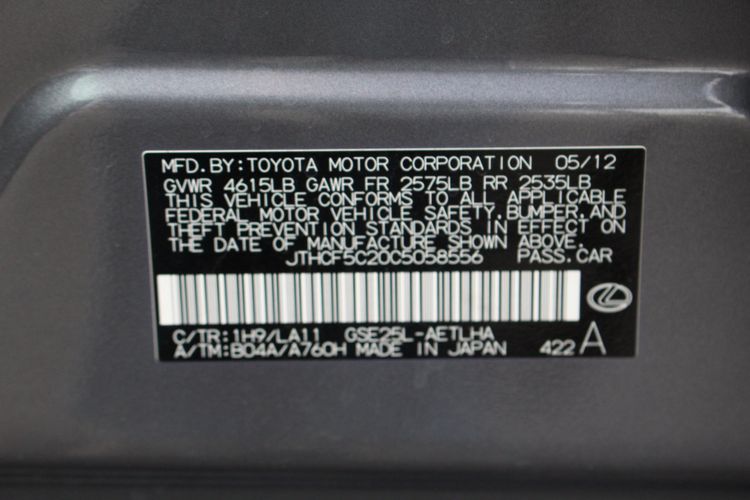 MFD.BY:TOYOTA MOTOR CORPORATION 05/12
GVWR 4615LB GAWR FR 2575LB RR 2535LB
THIS VEHICLE CONFORMS TO ALL APPLICABLE
FEDERAL MOTOR VEHICLE SAFETY,BUMPER,AND
THEFT PREVENTION STANDARDS IN EFFECT ON
THE DATE OF MANUFACTURE SHOWN ABOVE.
JTHCF5C20C5058556 PASS.CAR
C/TR:1H9/LA11 GSE25L-AETLHA
A/TM:B04A/A760H MADE IN JAPAN 422 A